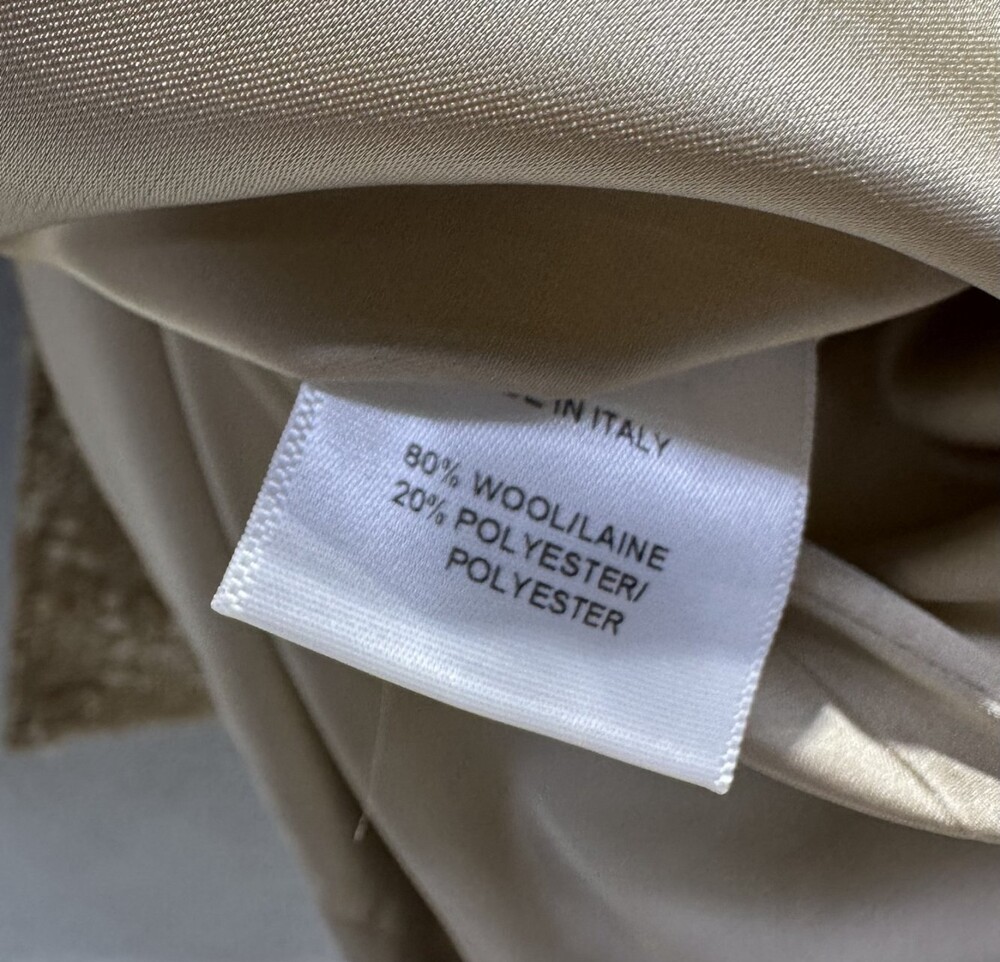 IN ITALY
80% WOOL/LAINE
20% POLYESTER/
POLYESTER